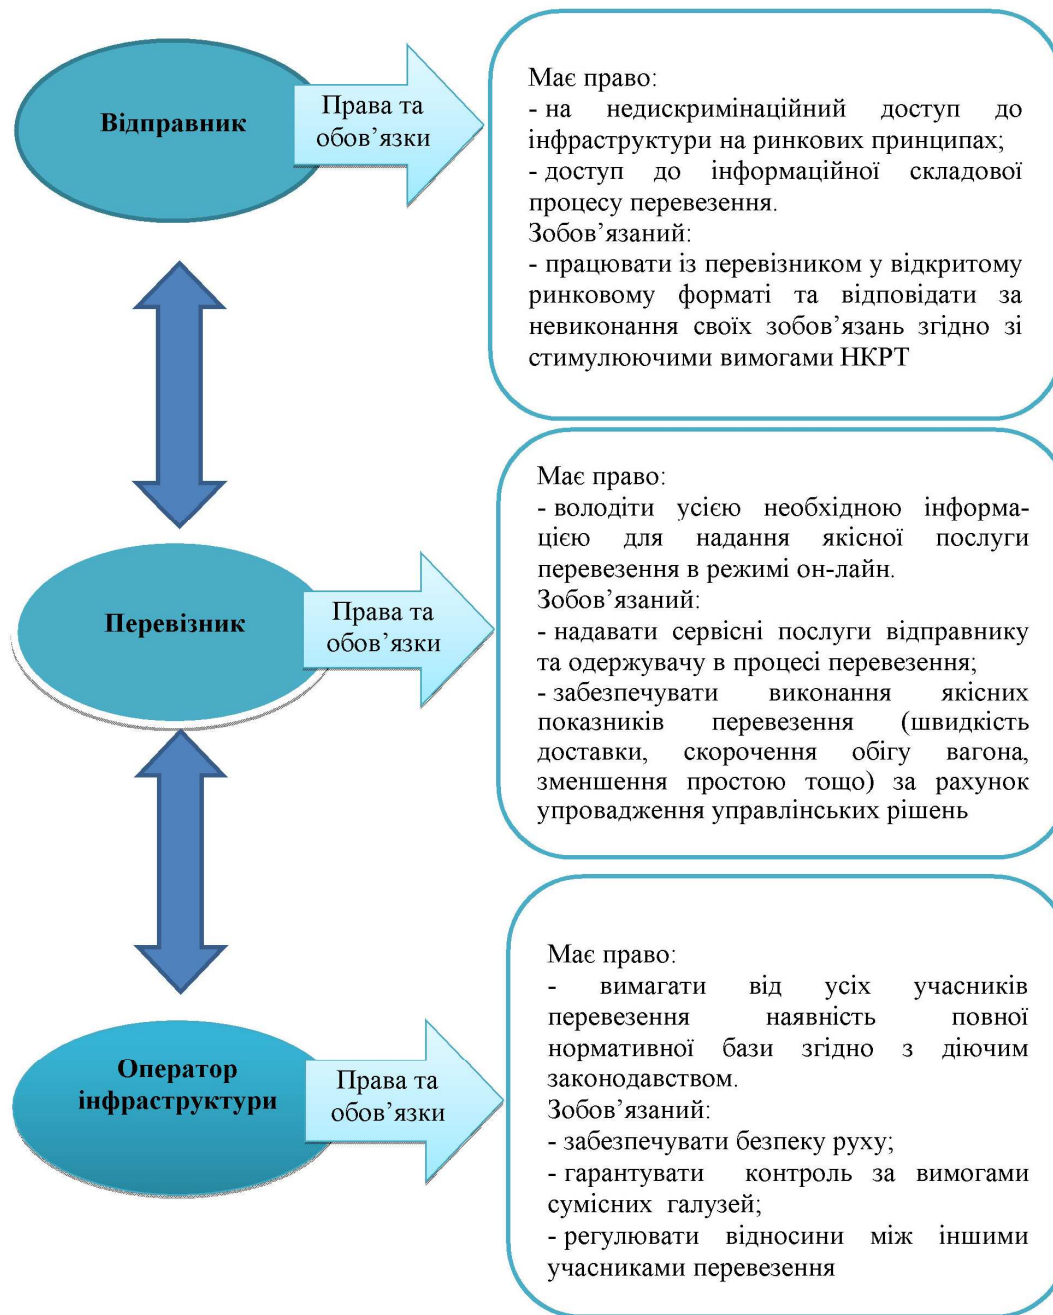 Відправник
Права та
обов’язки
Має право:
- на недискримінаційний доступ до
інфраструктури на ринкових принципах;
- доступ до інформаційної складової
процесу перевезення.
Зобов’язаний:
- працювати із перевізником у відкритому
ринковому форматі та відповідати за
невиконання своїх зобов’язань згідно зі
стимулюючими вимогами НКРТ
Перевізник
Права та
обов’язки
Має право:
- володіти усією необхідною інформа-
цією для надання якісної послуги
перевезення в режимі он-лайн.
Зобов’язаний:
- надавати сервісні послуги відправнику
та одержувачу в процесі перевезення;
- забезпечувати виконання якісних
показників перевезення (швидкість
доставки, скорочення обігу вагона,
зменшення простою тощо) за рахунок
упровадження управлінських рішень
Оператор
інфраструктури
Права та
обов’язки
Має право:
- вимагати від усіх учасників
перевезення наявність повної
нормативної бази згідно з діючим
законодавством.
Зобов’язаний:
- забезпечувати безпеку руху;
- гарантувати контроль за вимогами
сумісних галузей;
- регулювати відносини між іншими
учасниками перевезення